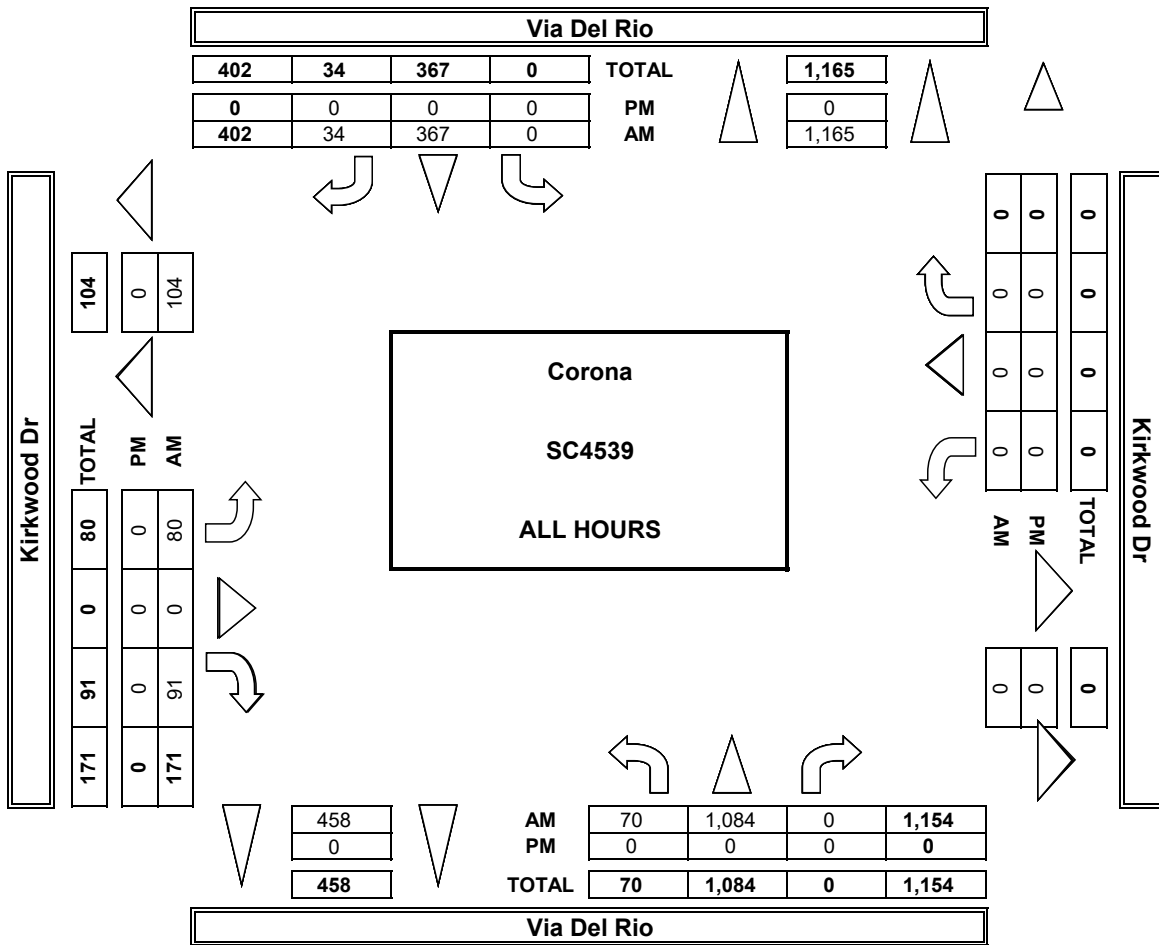 Via Del Rio
402 34 367 0 TOTAL 1,165
0 0 0 0 PM 0
402 34 367 0 AM 1,165
Kirkwood Dr
104 0 104
TOTAL PM AM
80 0 80
0 0 0
91 0 91
171 0 171
Corona
SC4539
ALL HOURS
0 0 0
0 0 0
0 0 0
0 0 0
AM PM TOTAL
0 0 0
Kirkwood Dr
458 AM 70 1,084 0 1,154
0 PM 0 0 0 0
458 TOTAL 70 1,084 0 1,154
Via Del Rio